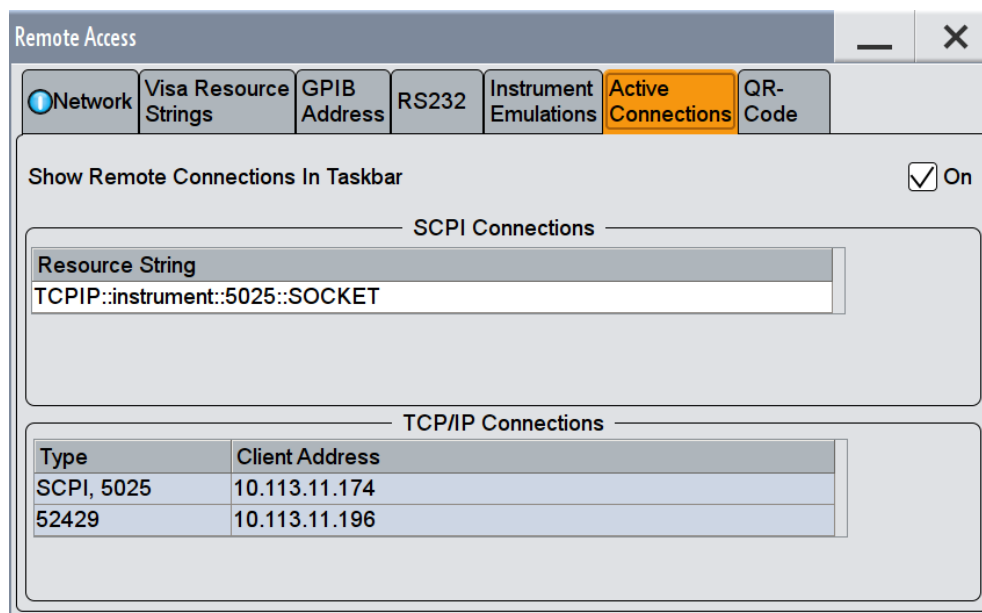 Remote Access
Network
Visa Resource Strings
GPIB Address
RS232
Instrument Emulations
Active Connections
QR-Code
Show Remote Connections In Taskbar
On
SCPI Connections
Resource String
TCPIP::instrument::5025::SOCKET
TCP/IP Connections
Type Client Address
SCPI, 5025 10.113.11.174
52429 10.113.11.196